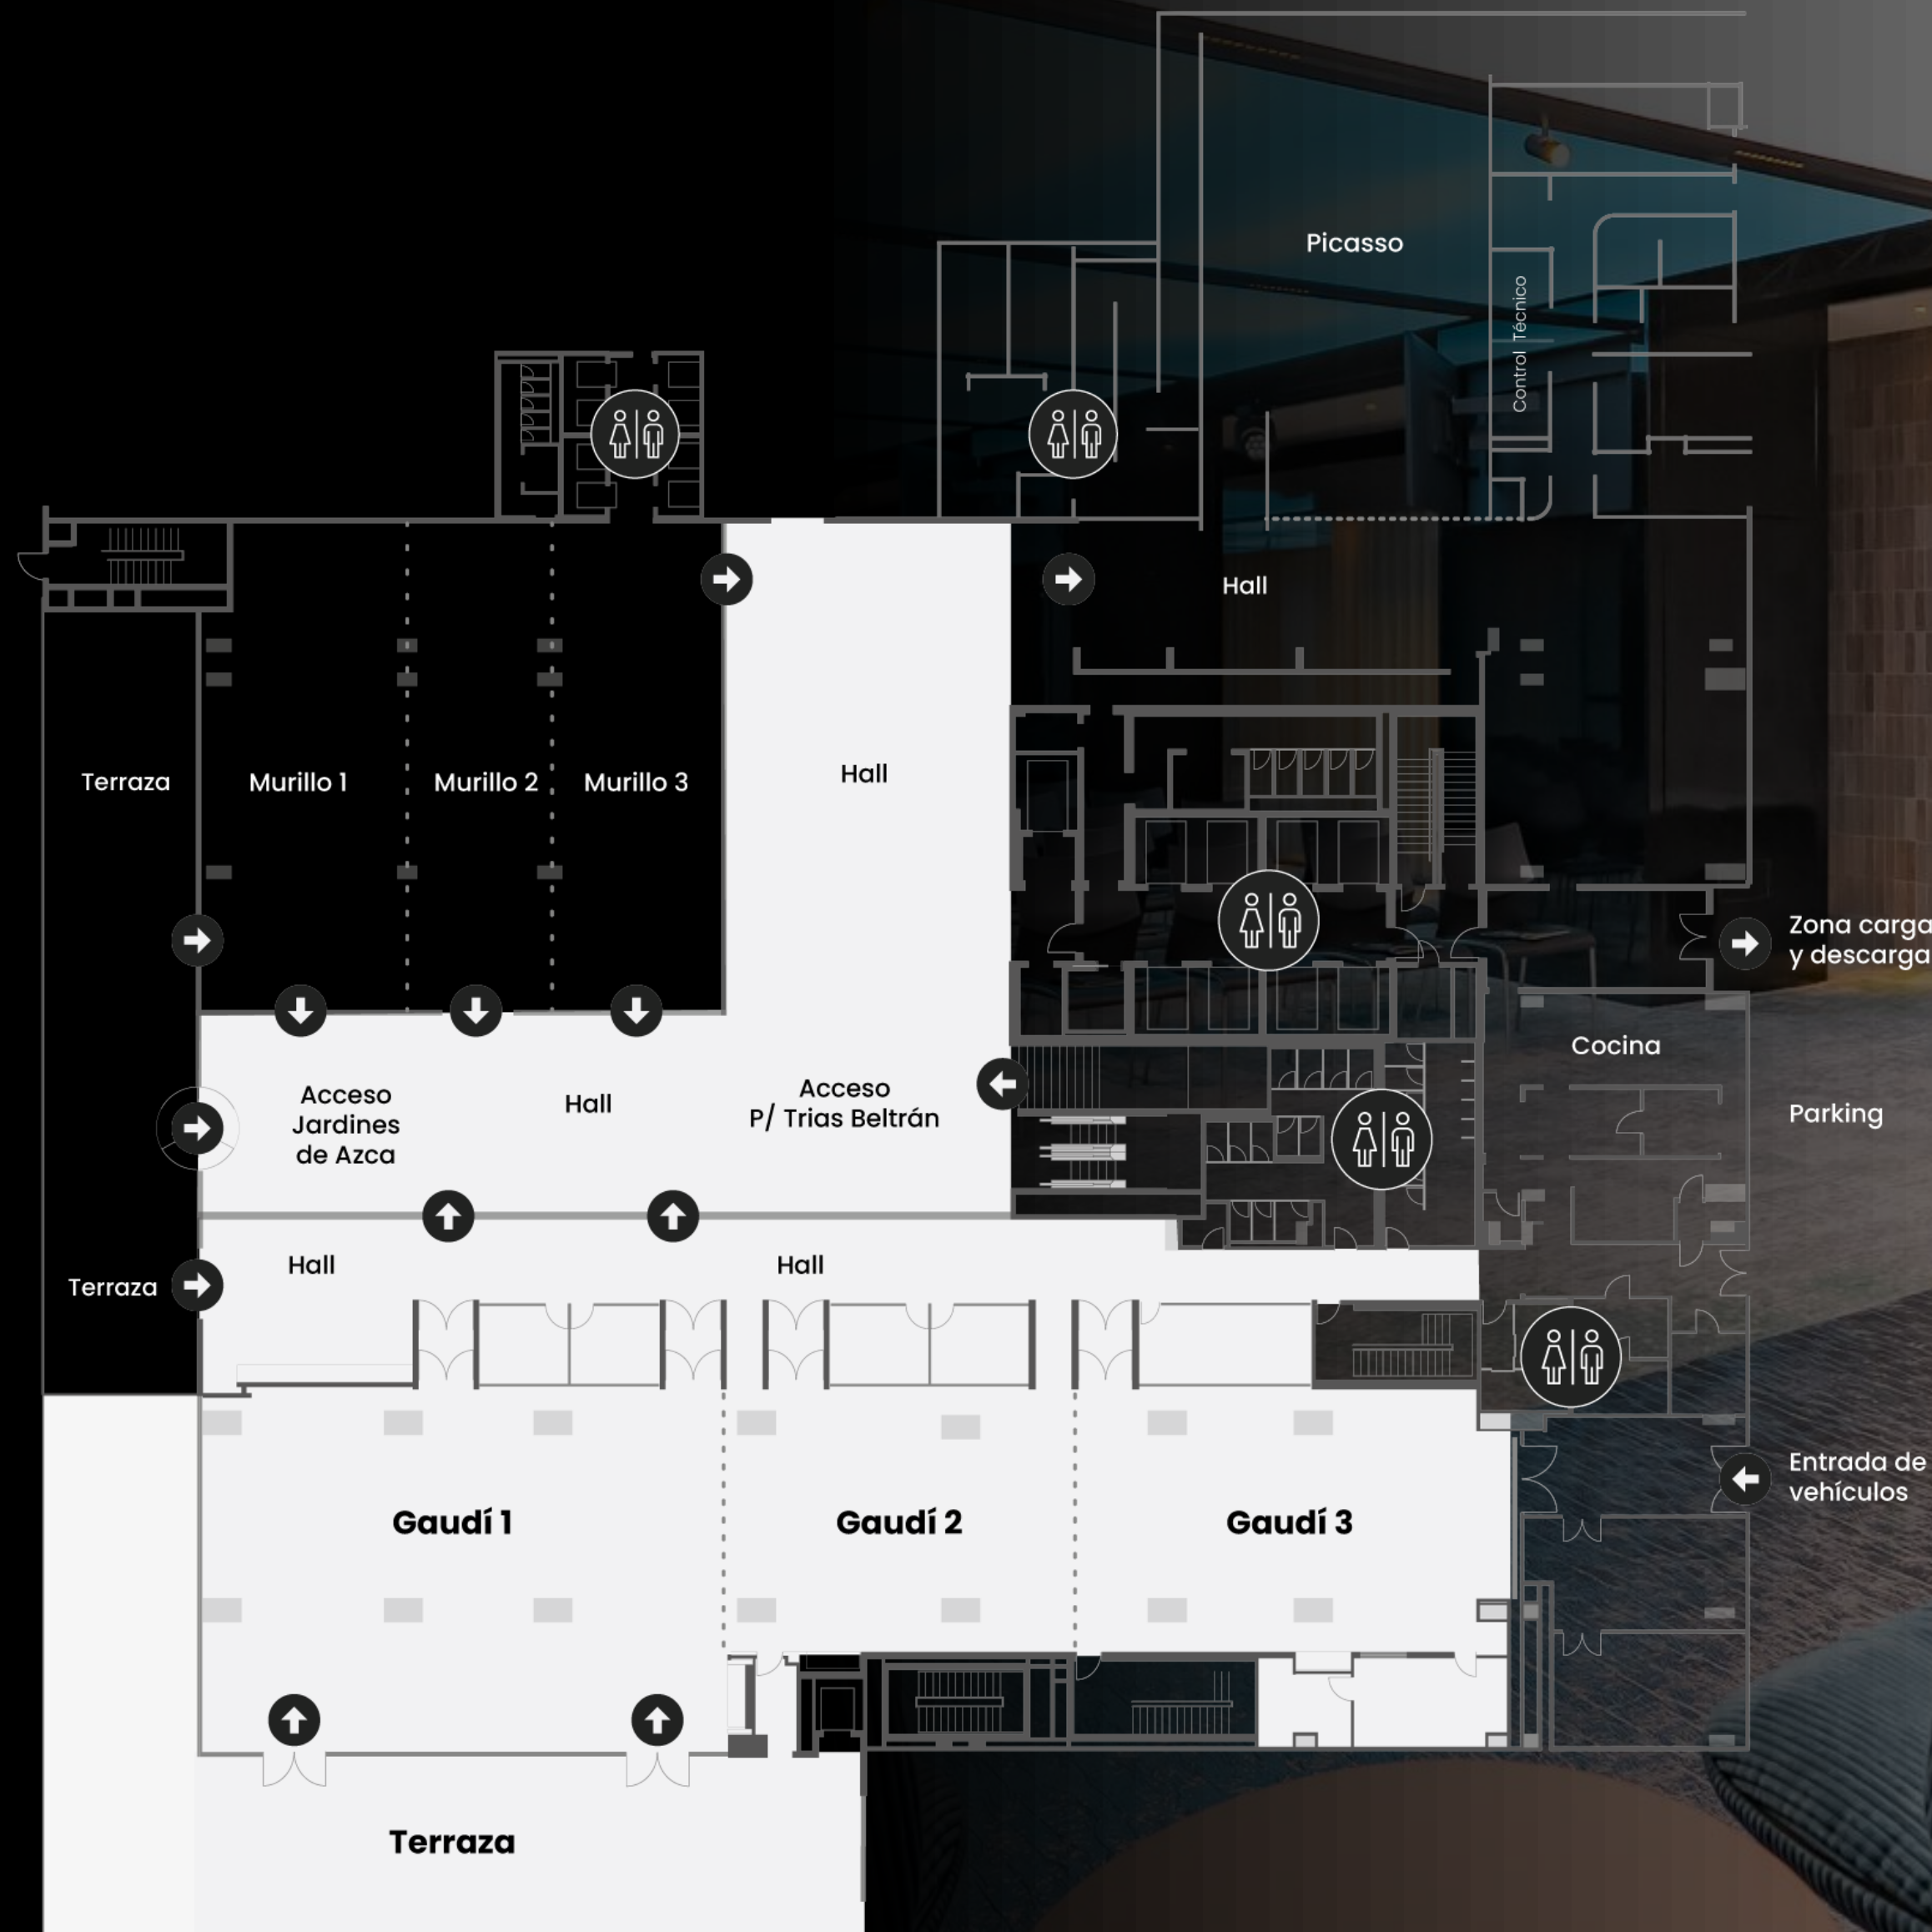 Picasso
Control Técnico
Hall
Terraza
Murillo 1
Murillo 2
Murillo 3
Hall
Zona carga
y descarga
Cocina
Acceso
Jardines
de Azca
Hall
Acceso
P/ Trias Beltrán
Parking
Hall
Hall
Terraza
Entrada de
vehículos
Gaudí 1
Gaudí 2
Gaudí 3
Terraza